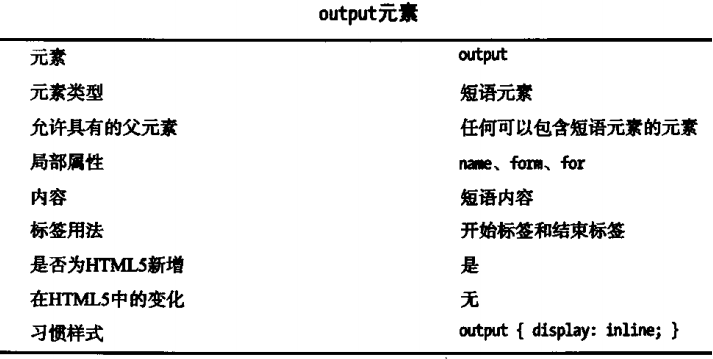 output元素
元素 output
元素类型 短语元素
允许具有的父元素 任何可以包含短语元素的元素
局部属性 name、form、for
内容 短语内容
标签用法 开始标签和结束标签
是否为HTML5新增 是
在HTML5中的变化 无
习惯样式 output { display: inline; }